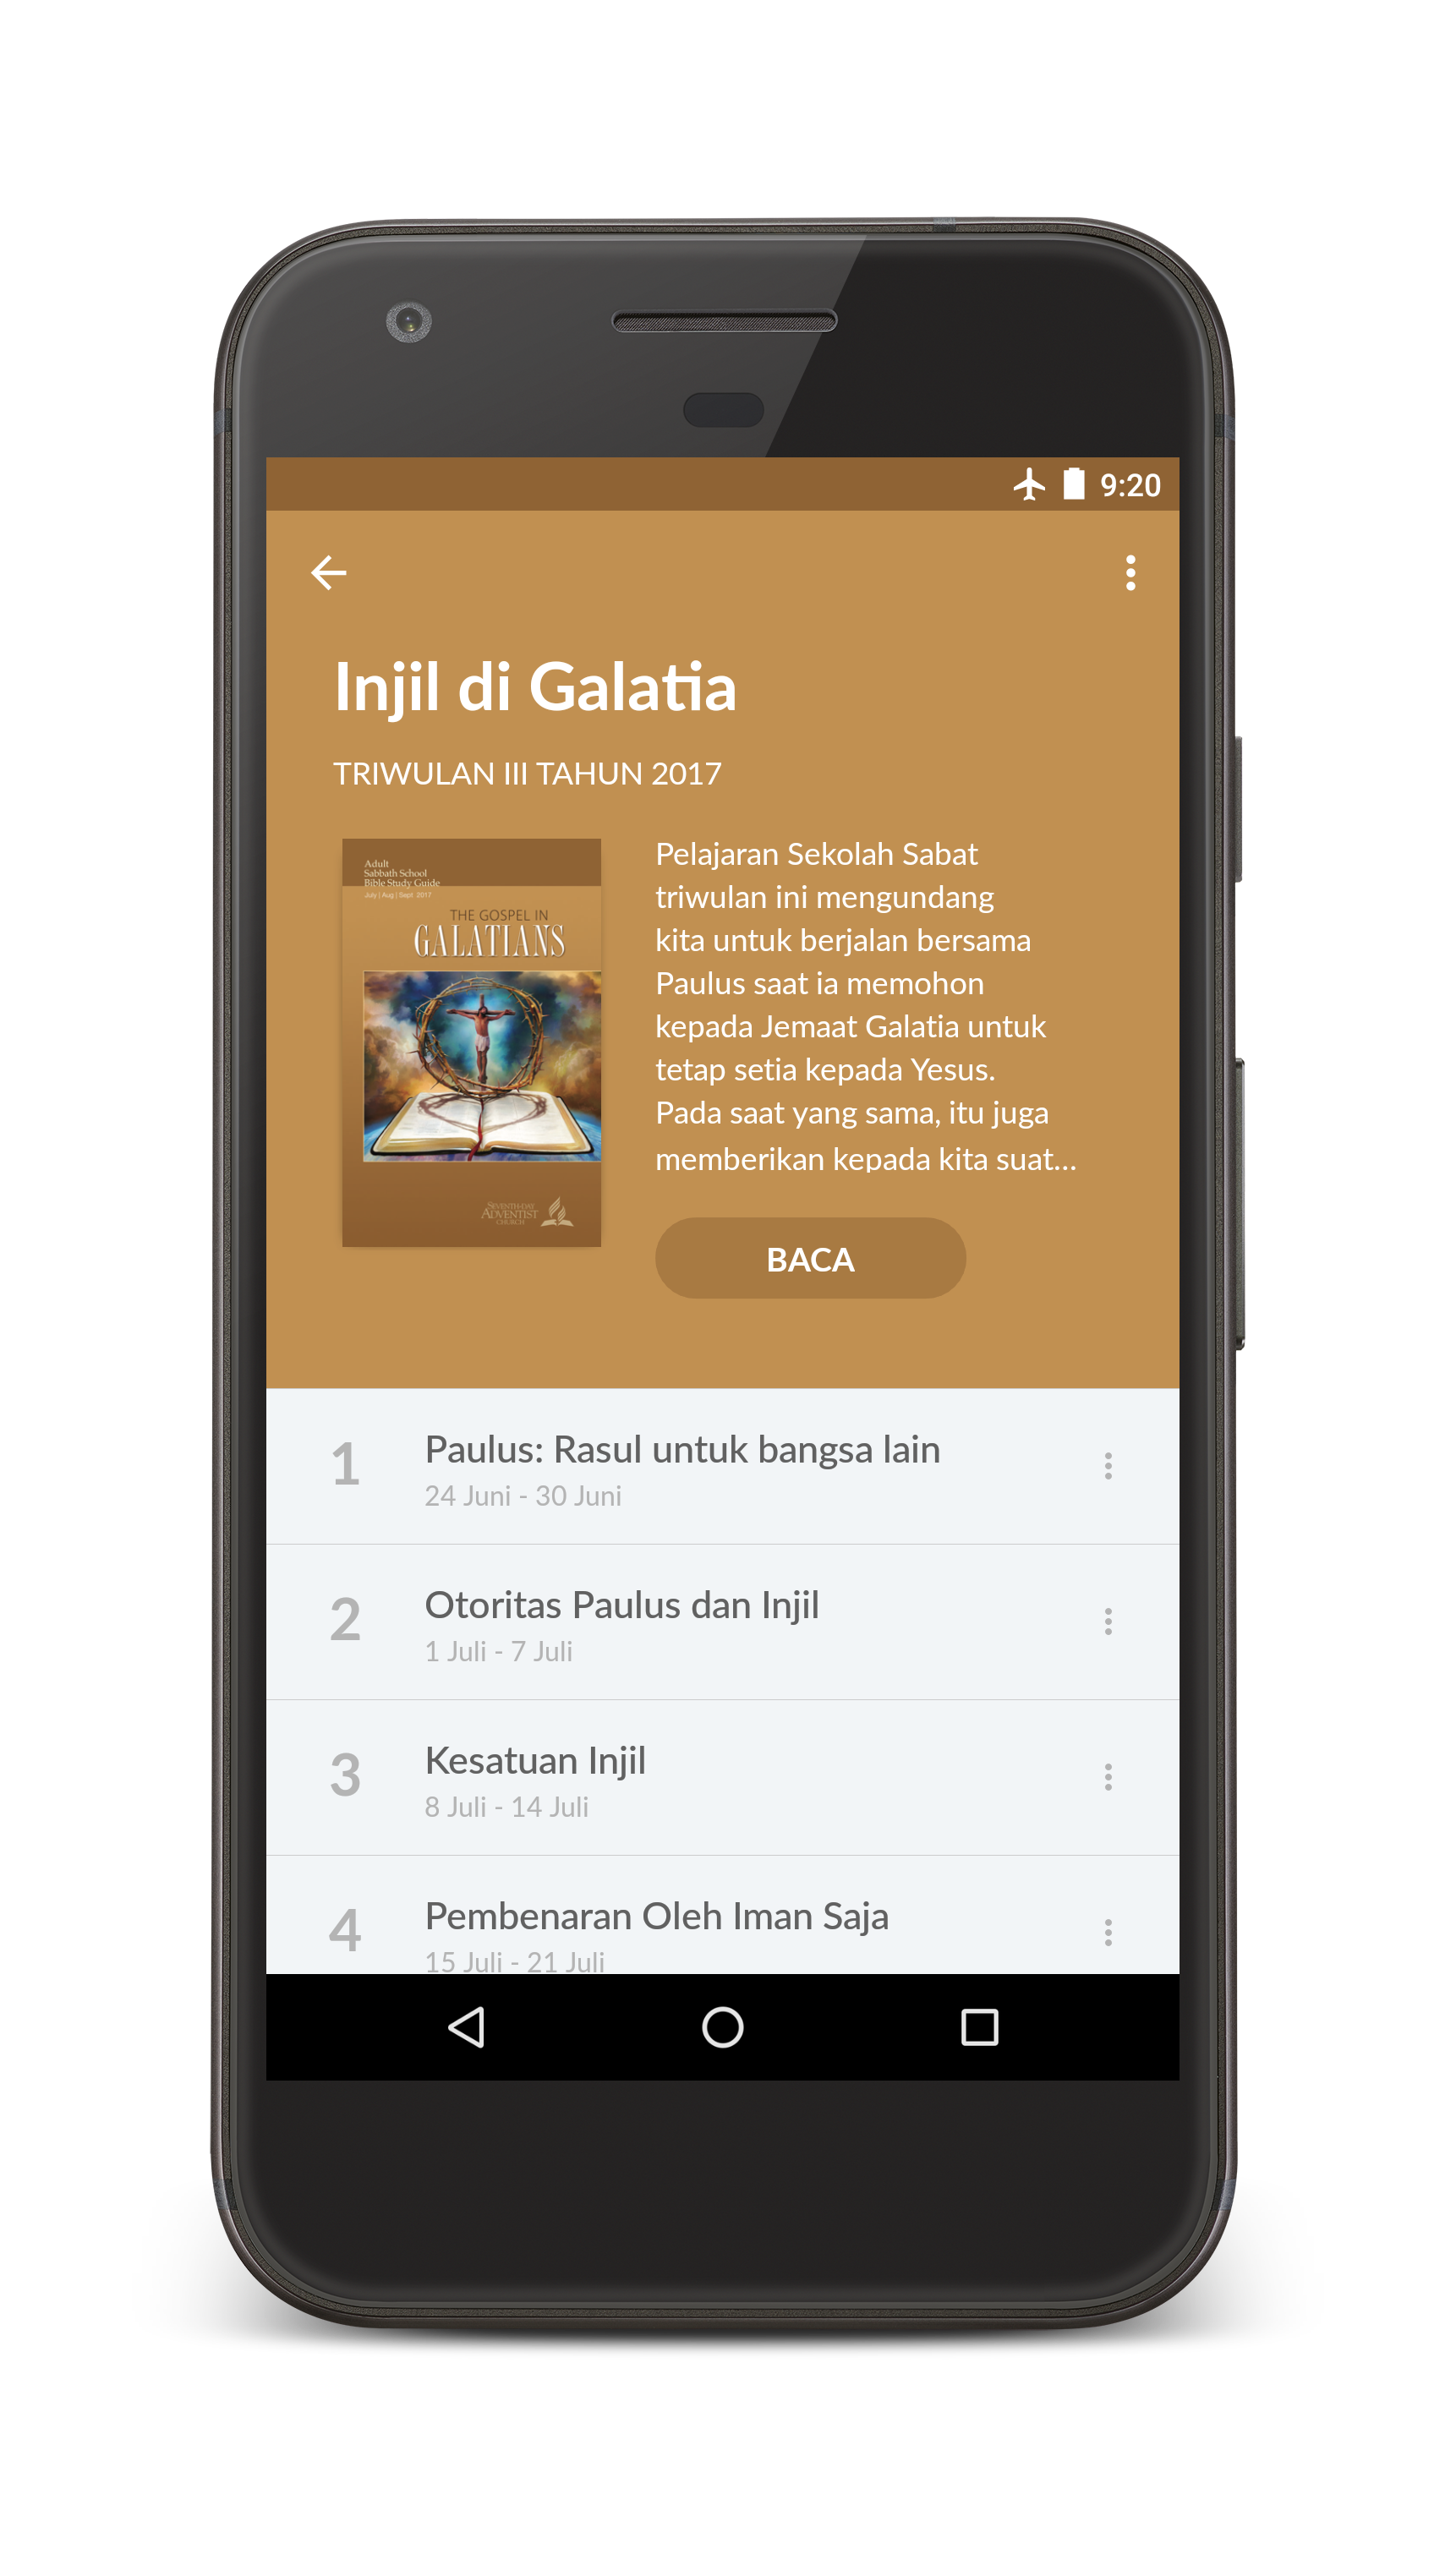 9:20
Injil di Galatia
TRIWULAN III TAHUN 2017
Adult
Sabbath School
Bible Study Guide
July | Aug | Sept 2017
THE GOSPEL IN
GALATIANS
SEVENTH-DAY
ADVENTIST
CHURCH
Pelajaran Sekolah Sabat
triwulan ini mengundang
kita untuk berjalan bersama
Paulus saat ia memohon
kepada Jemaat Galatia untuk
tetap setia kepada Yesus.
Pada saat yang sama, itu juga
memberikan kepada kita suat...
BACA
1
Paulus: Rasul untuk bangsa lain
24 Juni - 30 Juni
2
Otoritas Paulus dan Injil
1 Juli - 7 Juli
3
Kesatuan Injil
8 Juli - 14 Juli
4
Pembenaran Oleh Iman Saja
15 Juli - 21 Juli